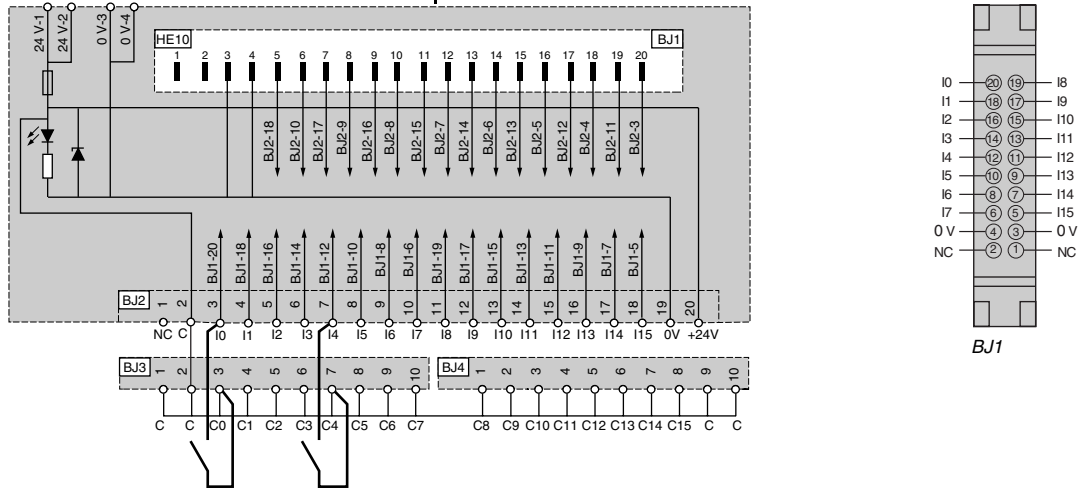 24 V-1 24 V-2 0 V-3 0 V-4
HE10 BJ1
1 2 3 4 5 6 7 8 9 10 11 12 13 14 15 16 17 18 19 20
BJ2-18 BJ2-10 BJ2-17 BJ2-9 BJ2-16 BJ2-8 BJ2-15 BJ2-7 BJ2-14 BJ2-6 BJ2-13 BJ2-5 BJ2-12 BJ2-4 BJ2-11 BJ2-3
BJ1-20 BJ1-18 BJ1-16 BJ1-14 BJ1-12 BJ1-10 BJ1-8 BJ1-6 BJ1-19 BJ1-17 BJ1-15 BJ1-13 BJ1-11 BJ1-9 BJ1-7 BJ1-5
BJ2 1 2 3 4 5 6 7 8 9 10 11 12 13 14 15 16 17 18 19 20
NC C I0 I1 I2 I3 I4 I5 I6 I7 I8 I9 I10 I11 I12 I13 I14 I15 0V +24V
BJ3 1 2 3 4 5 6 7 8 9 10
BJ4 1 2 3 4 5 6 7 8 9 10
C C C0 C1 C2 C3 C4 C5 C6 C7
C8 C9 C10 C11 C12 C13 C14 C15 C C
I0 20 19 I8
I1 18 17 I9
I2 16 15 I10
I3 14 13 I11
I4 12 11 I12
I5 10 9 I13
I6 8 7 I14
I7 6 5 I15
0 V 4 3 0 V
NC 2 1 NC
BJ1